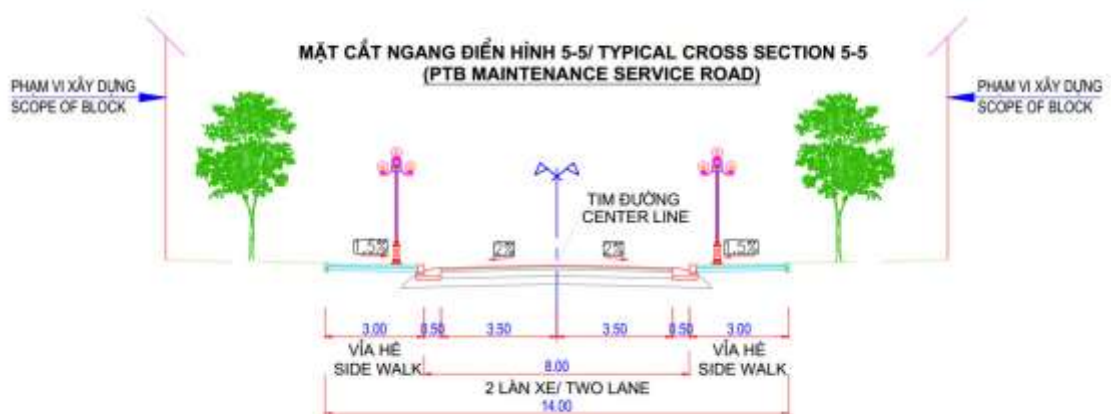 MẶT CẮT NGANG ĐIỂN HÌNH 5-5/ TYPICAL CROSS SECTION 5-5
(PTB MAINTENANCE SERVICE ROAD)
PHẠM VI XÂY DỰNG
SCOPE OF BLOCK
PHẠM VI XÂY DỰNG
SCOPE OF BLOCK
TIM ĐƯỜNG
CENTER LINE
1.5% 2% 2% 1.5%
3.00 0.50 3.50 3.50 0.50 3.00
VỈA HÈ
SIDE WALK
8.00
VỈA HÈ
SIDE WALK
2 LÀN XE/ TWO LANE
14.00